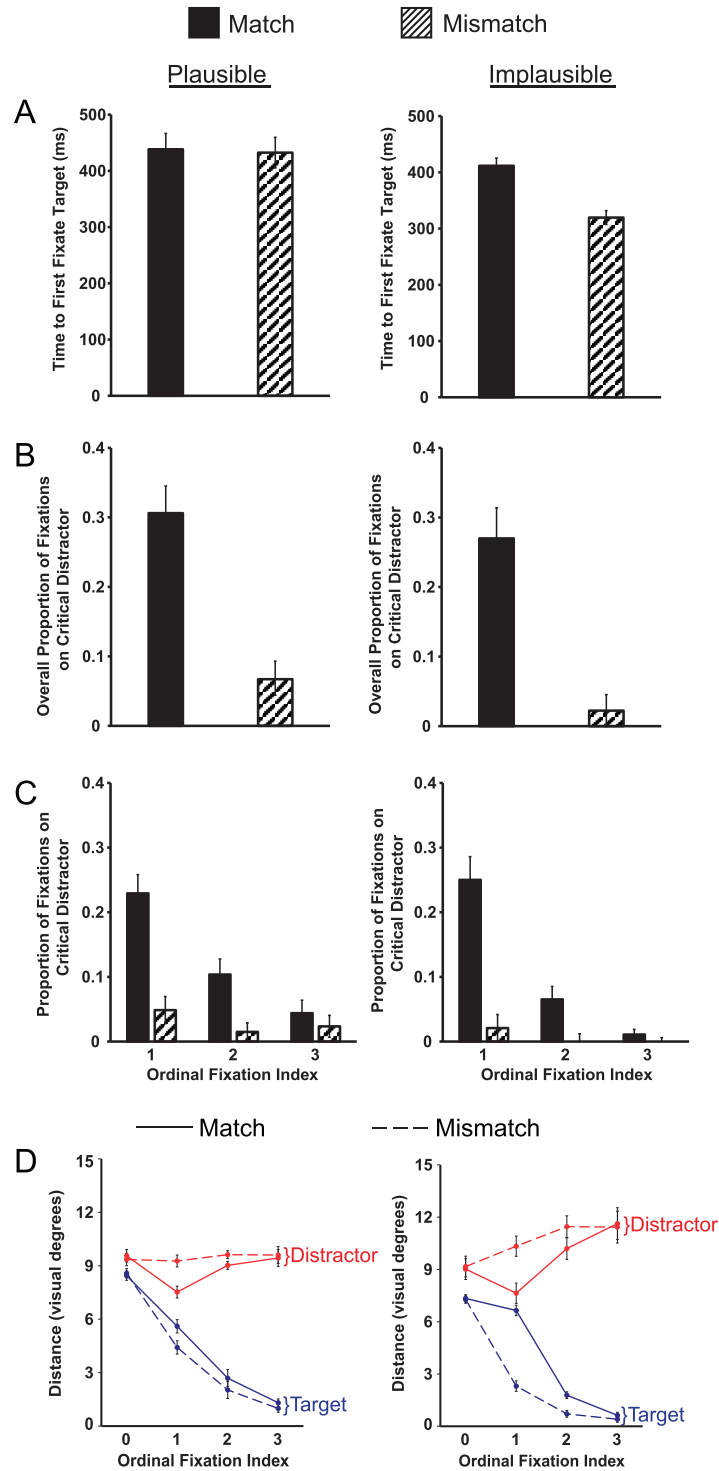 Match Mismatch
Plausible Implausible
A
Time to First Fixate Target (ms)
500
400
300
200
100
0
Time to First Fixate Target (ms)
500
400
300
200
100
0
B
Overall Proportion of Fixations
on Critical Distractor
0.4
0.3
0.2
0.1
0
Overall Proportion of Fixations
on Critical Distractor
0.4
0.3
0.2
0.1
0
C
Proportion of Fixations on
Critical Distractor
0.4
0.3
0.2
0.1
0
1 2 3
Ordinal Fixation Index
Proportion of Fixations on
Critical Distractor
0.4
0.3
0.2
0.1
0
1 2 3
Ordinal Fixation Index
Match Mismatch
D
Distance (visual degrees)
15
12
9
6
3
0
}Distractor
}Target
0 1 2 3
Ordinal Fixation Index
Distance (visual degrees)
15
12
9
6
3
0
}Distractor
}Target
0 1 2 3
Ordinal Fixation Index